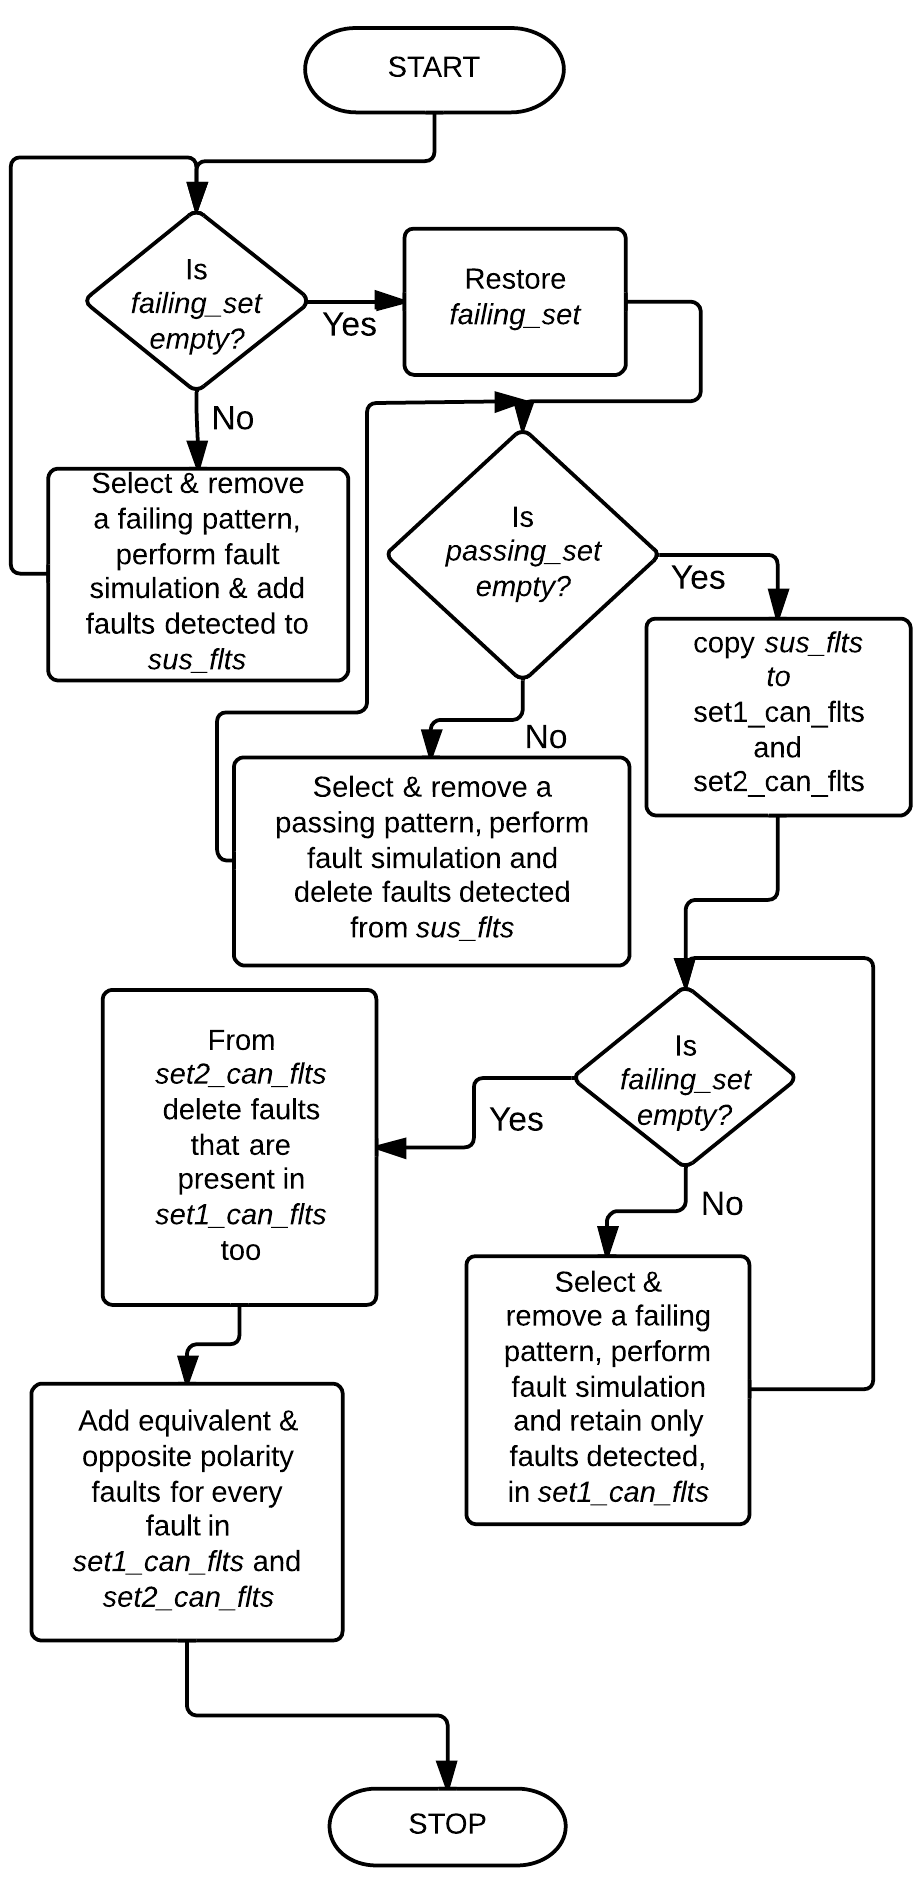 START
Is
failing_set
empty?
Yes
Restore
failing_set
No
Select & remove
a failing pattern,
perform fault
simulation & add
faults detected to
sus_flts
Is
passing_set
empty?
Yes
No
Select & remove a
passing pattern, perform
fault simulation and
delete faults detected
from sus_flts
copy sus_flts
to
set1_can_flts
and
set2_can_flts
Is
failing_set
empty?
Yes
No
Select &
remove a failing
pattern, perform
fault simulation
and retain only
faults detected,
in set1_can_flts
From
set2_can_flts
delete faults
that are
present in
set1_can_flts
too
Add equivalent &
opposite polarity
faults for every
fault in
set1_can_flts and
set2_can_flts
STOP